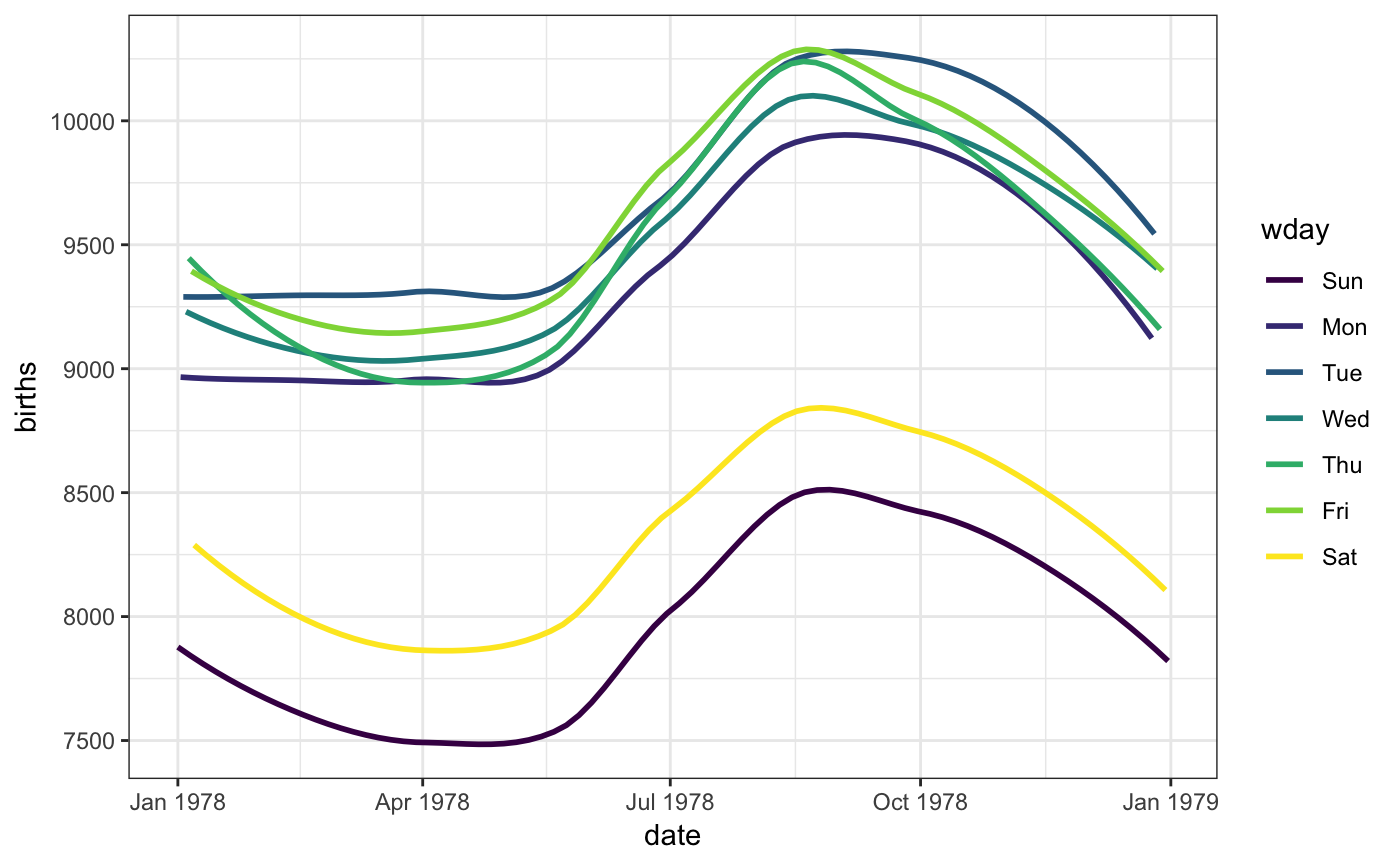 births
10000
9500
9000
8500
8000
7500
Jan 1978 Apr 1978 Jul 1978 Oct 1978 Jan 1979
date
wday
Sun
Mon
Tue
Wed
Thu
Fri
Sat